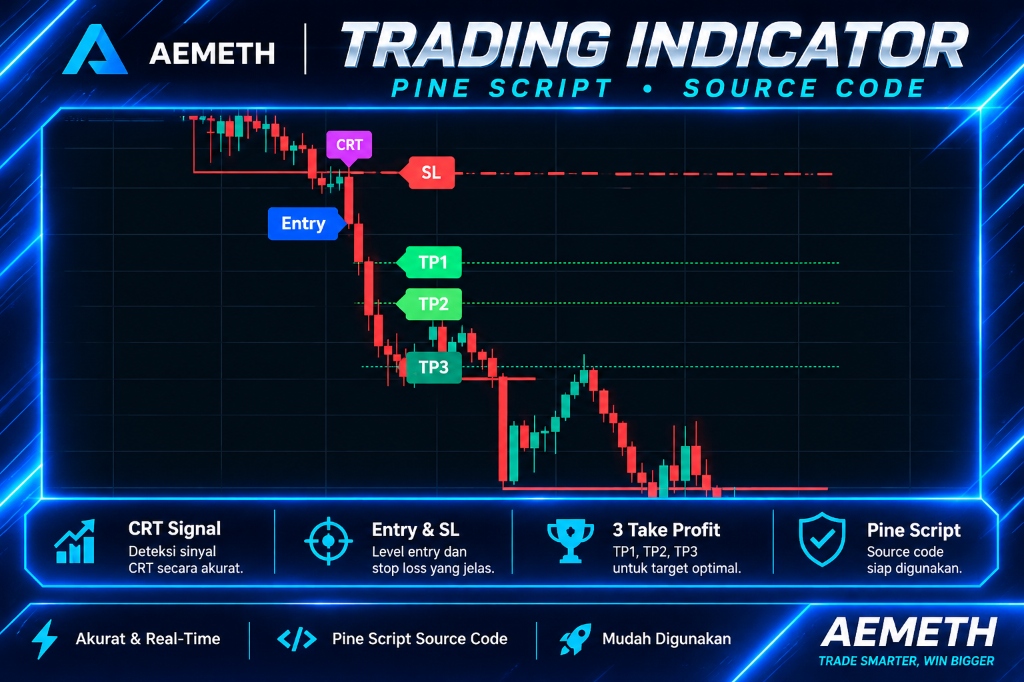 AEMETH
TRADING INDICATOR
PINE SCRIPT • SOURCE CODE
CRT
SL
Entry
TP1
TP2
TP3
CRT Signal
Deteksi sinyal
CRT secara akurat.
Entry & SL
Level entry dan
stop loss yang jelas.
3 Take Profit
TP1, TP2, TP3
untuk target optimal.
Pine Script
Source code
siap digunakan.
Akurat & Real-Time
</> Pine Script Source Code
Mudah Digunakan
AEMETH
TRADE SMARTER, WIN BIGGER